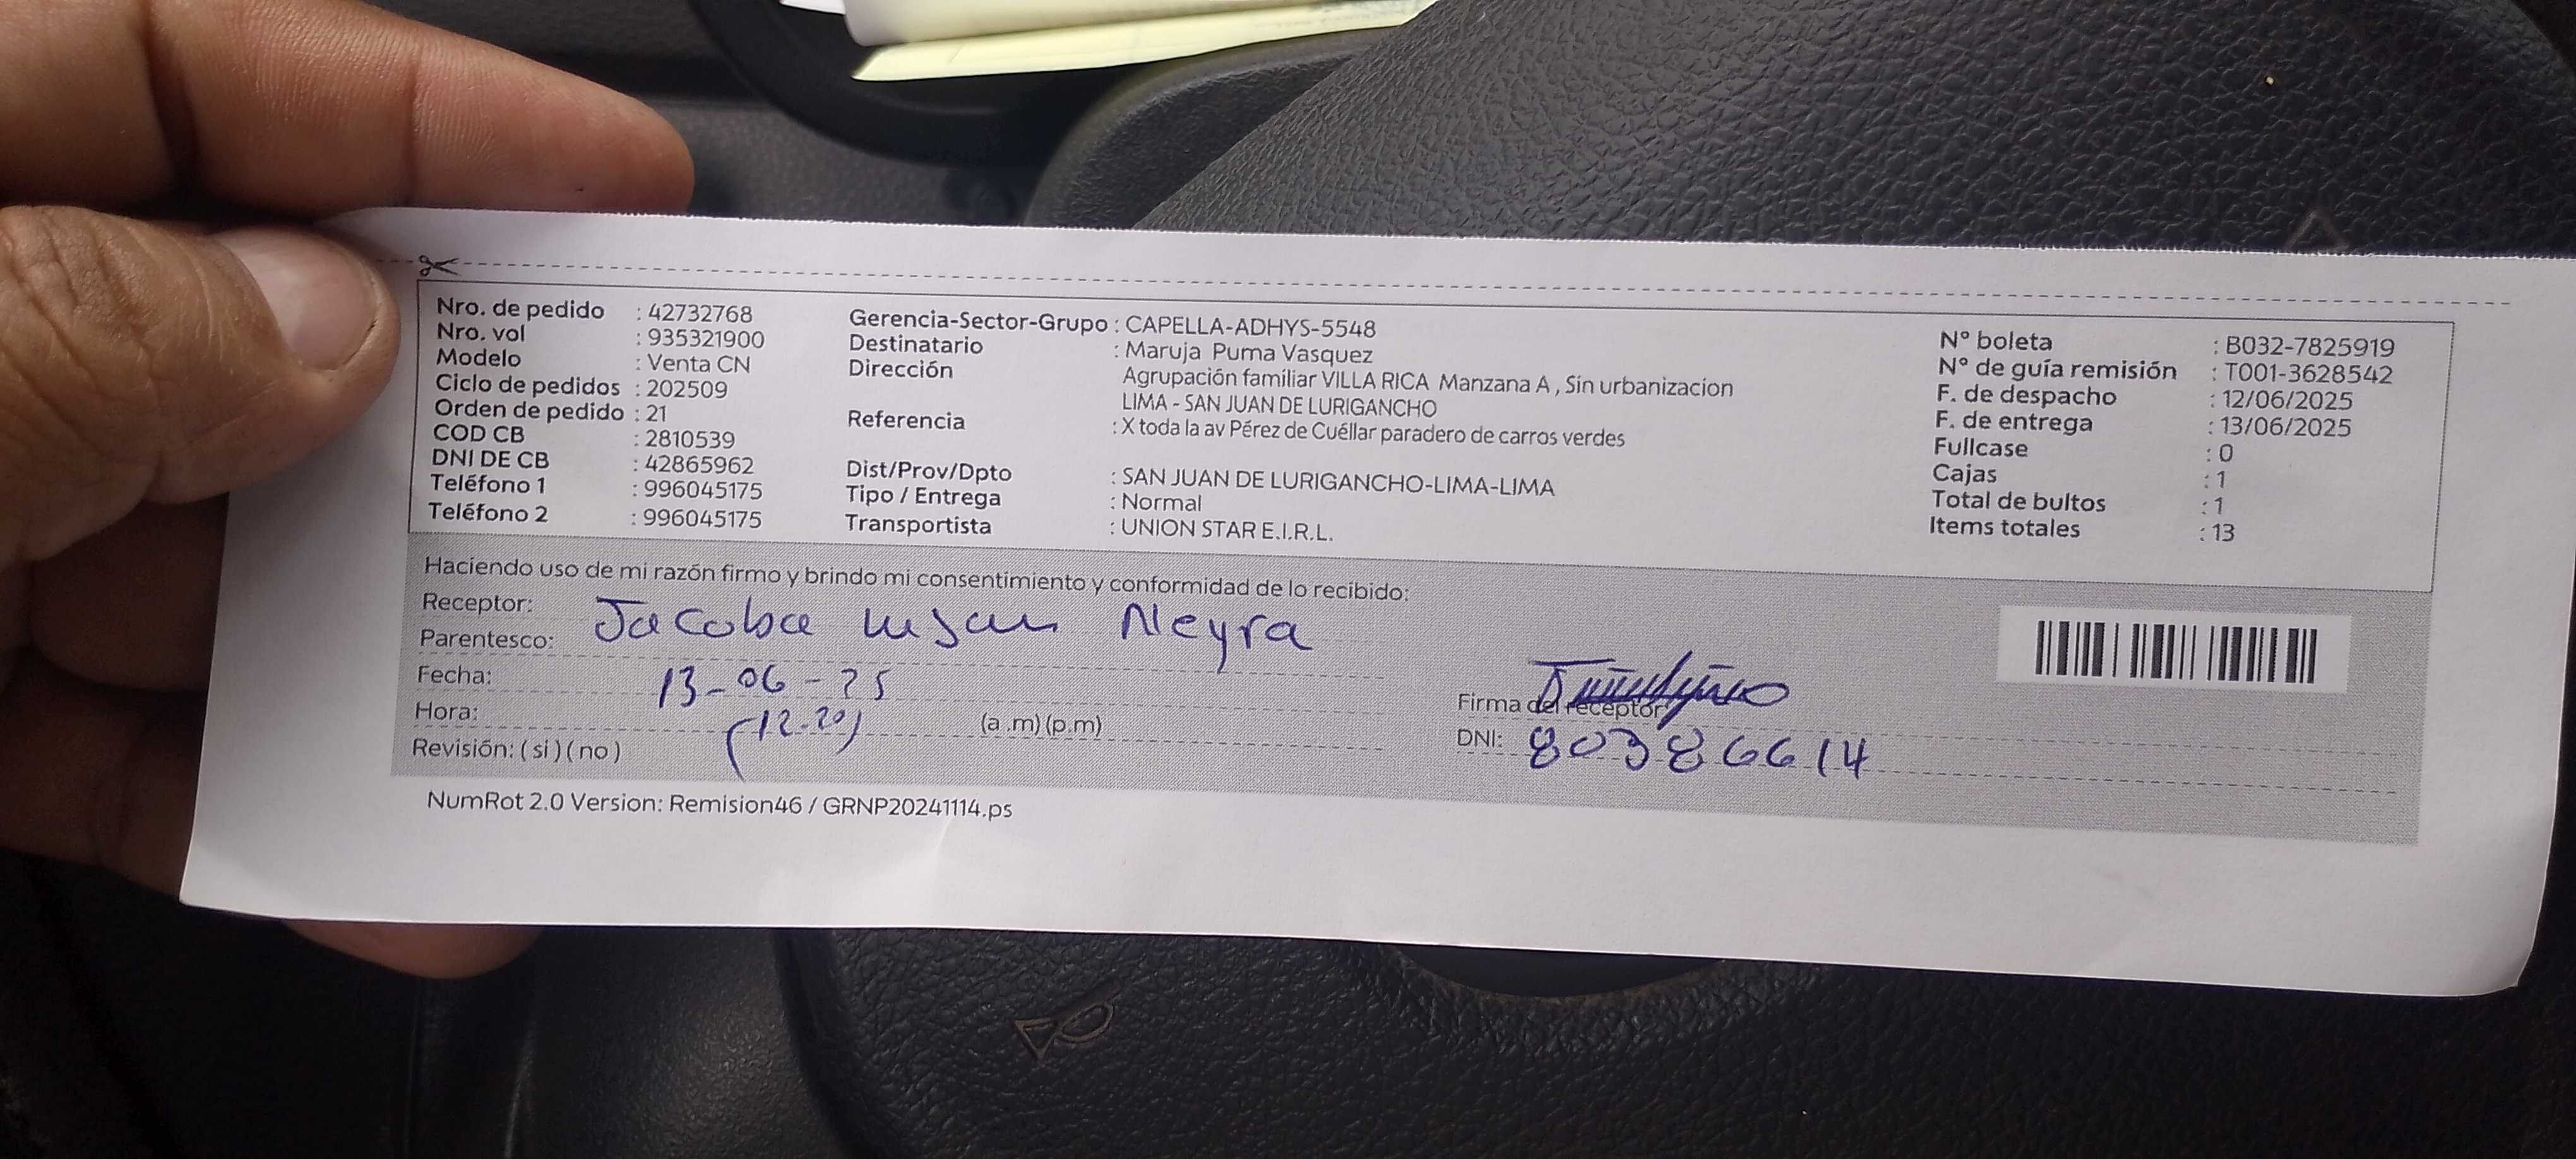 Nro. de pedido : 42732768
Nro. vol : 935321900
Modelo : Venta CN
Ciclo de pedidos : 202509
Orden de pedido : 21
COD CB : 2810539
DNI DE CB : 42865962
Teléfono 1 : 996045175
Teléfono 2 : 996045175
Gerencia-Sector-Grupo : CAPELLA-ADHYS-5548
Destinatario : Maruja Puma Vasquez
Dirección Agrupación familiar VILLA RICA Manzana A , Sin urbanizacion
LIMA - SAN JUAN DE LURIGANCHO
Referencia : X toda la av Pérez de Cuéllar paradero de carros verdes
Dist/Prov/Dpto : SAN JUAN DE LURIGANCHO-LIMA-LIMA
Tipo / Entrega : Normal
Transportista : UNION STAR E.I.R.L.
N° boleta : B032-7825919
N° de guía remisión : T001-3628542
F. de despacho : 12/06/2025
F. de entrega : 13/06/2025
Fullcase : 0
Cajas : 1
Total de bultos : 1
Items totales : 13
Haciendo uso de mi razón firmo y brindo mi consentimiento y conformidad de lo recibido:
Receptor: Jacoba Neyra
Parentesco:
Fecha: 13-06-25
Hora: (12.20) (a.m) (p.m)
Revisión: ( si ) ( no )
Firma del receptor:
DNI: 80386614
NumRot 2.0 Version: Remision46 / GRNP20241114.ps